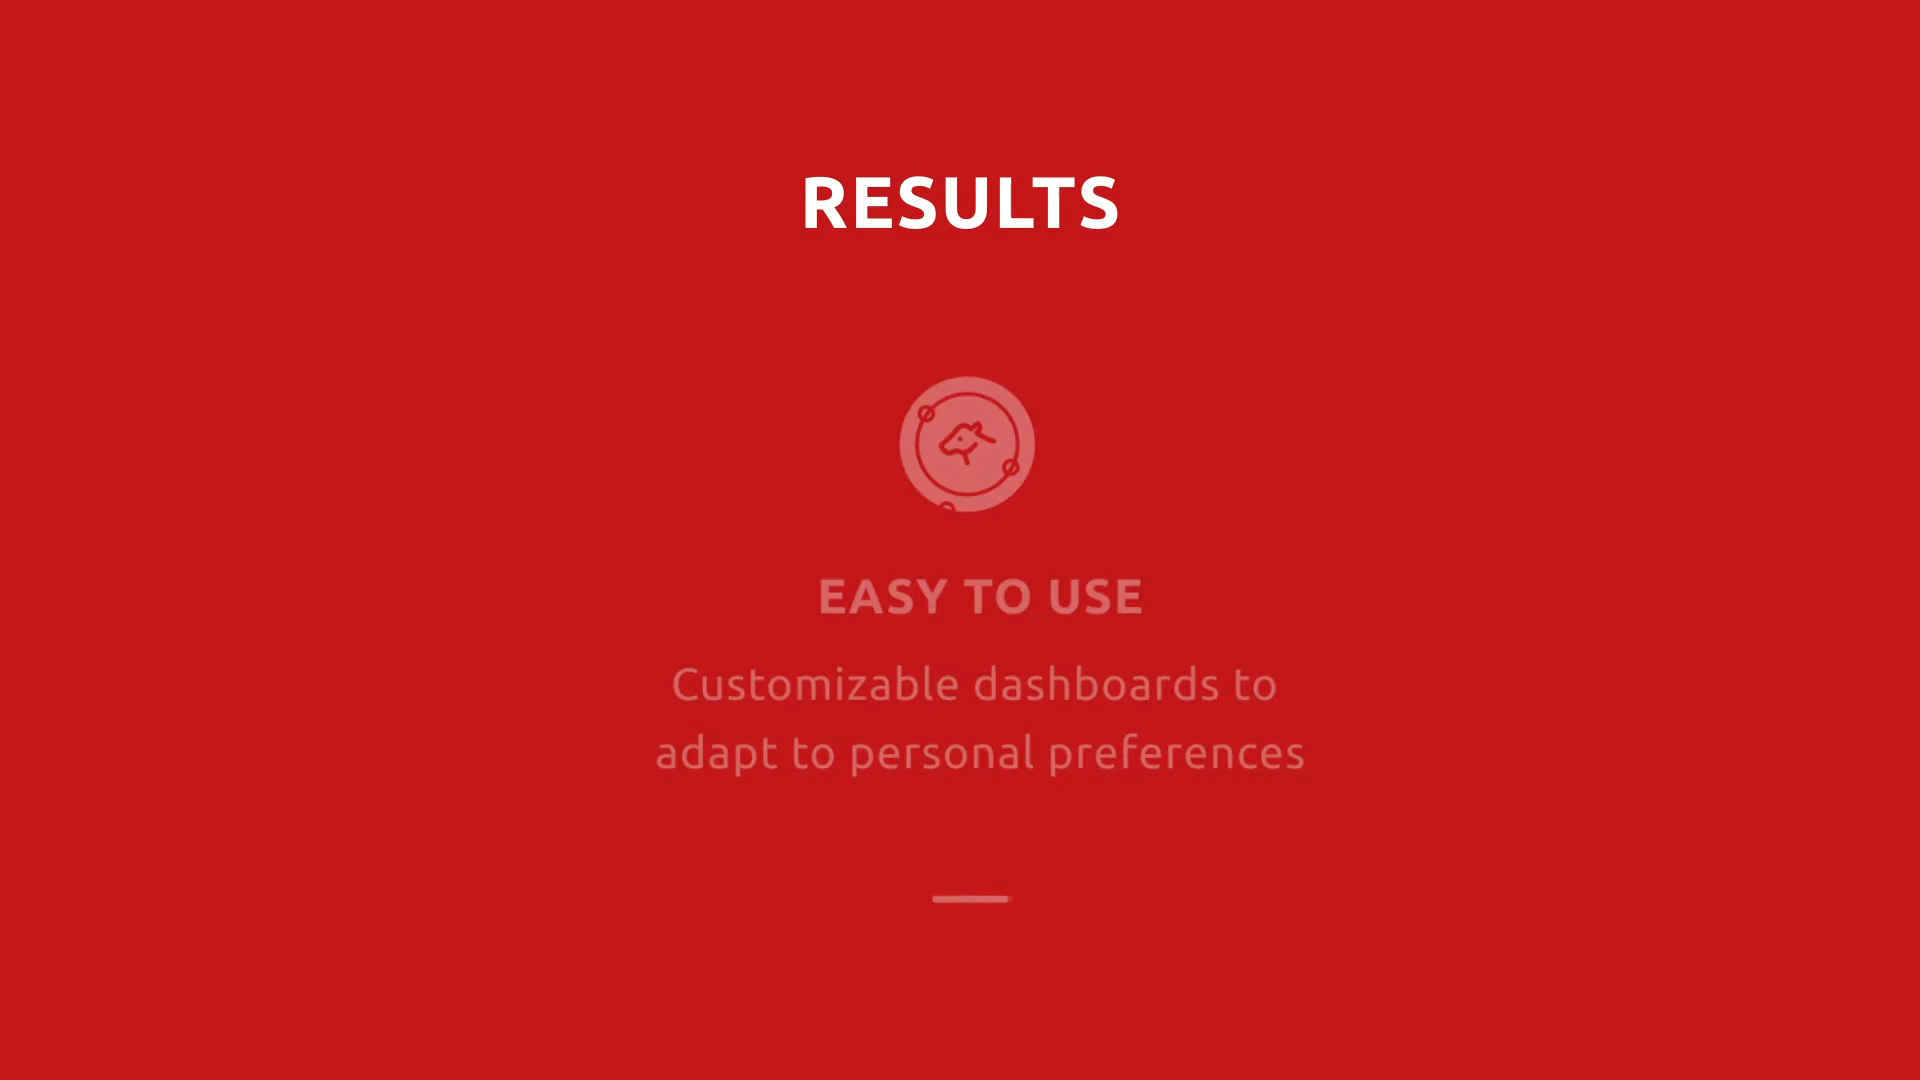 RESULTS
EASY TO USE
Customizable dashboards to
adapt to personal preferences